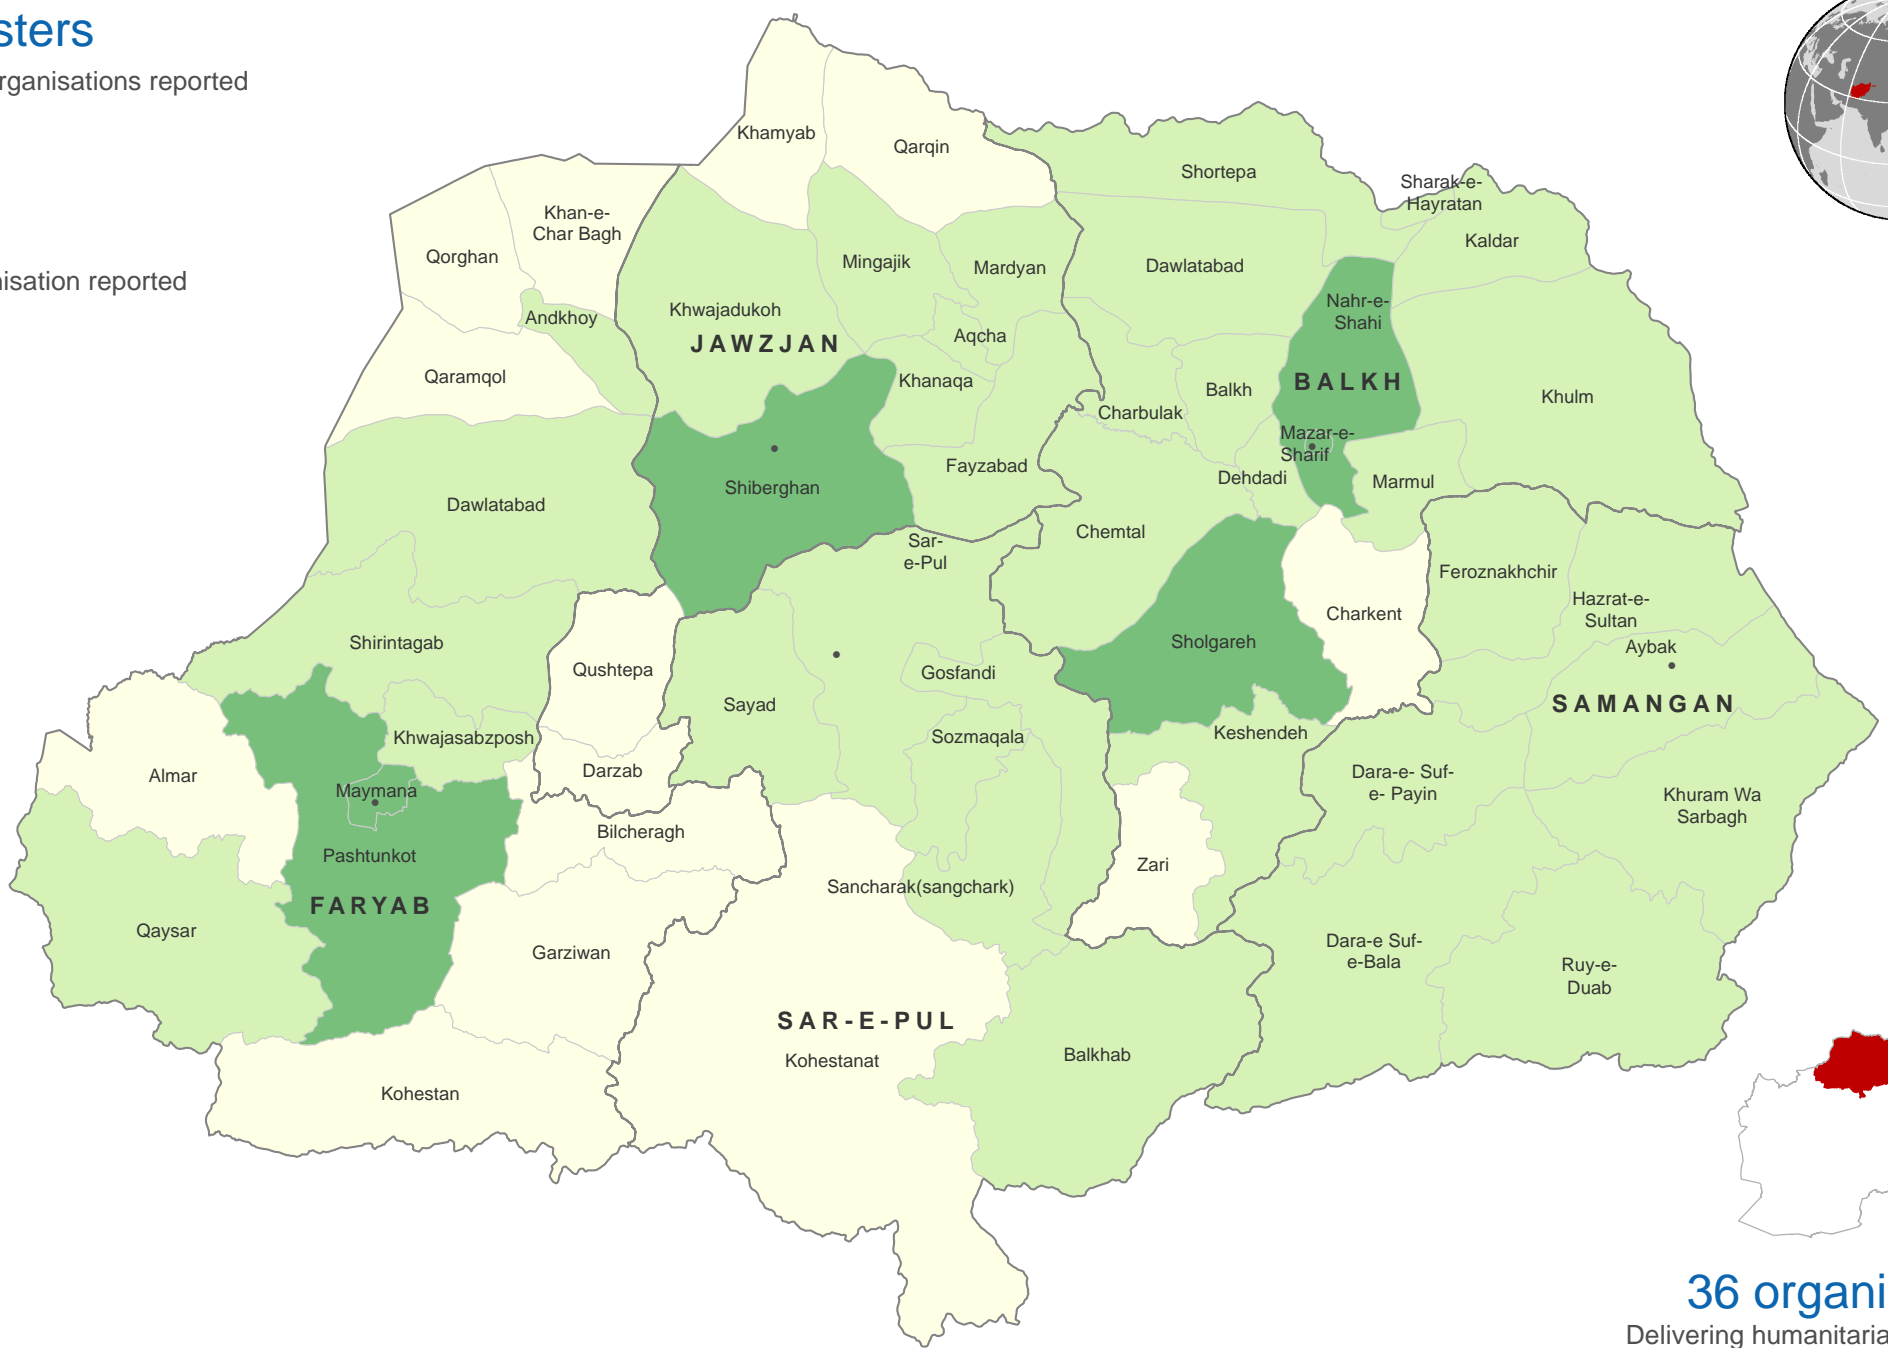 sters
rganisations reported
nisation reported
Khamyab
Qarqin
Shortepa
Sharak-e-
Hayratan
Khan-e-
Char Bagh
Qorghan
Mingajik
Mardyan
Dawlatabad
Kaldar
Andkhoy
Khwajadukoh
JAWZJAN
Aqcha
Nahr-e-
Shahi
Qaramqol
Khanaqa
Balkh
BALKH
Khulm
Charbulak
Mazar-e-
Sharif
Dawlatabad
Shiberghan
Fayzabad
Dehdadi
Marmul
Sar-
e-Pul
Chemtal
Feroznakhchir
Hazrat-e-
Sultan
Charkent
Shirintagab
Qushtepa
Sholgareh
Aybak
Sayad
Gosfandi
SAMANGAN
Khwajasabzposh
Sozmaqala
Keshendeh
Almar
Darzab
Dara-e- Suf-
e- Payin
Maymana
Khuram Wa
Sarbagh
Bilcheragh
Pashtunkot
Zari
FARYAB
Sancharak(sangchark)
Qaysar
Garziwan
Dara-e Suf-
e-Bala
Ruy-e-
Duab
SAR-E-PUL
Kohestanat
Balkhab
Kohestan
36 organi
Delivering humanitaria